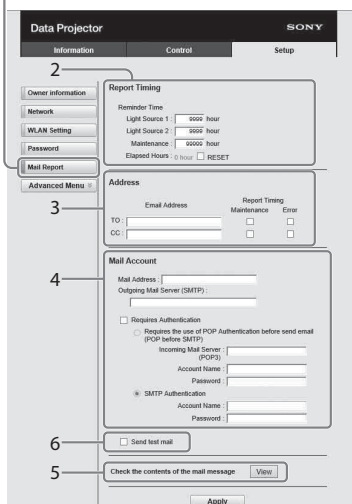 Data Projector
SONY
Information Control Setup
2
Owner information
Network
WLAN Setting
Password
Mail Report
Advanced Menu
Report Timing
Reminder Time
Light Source 1 : 9999 hour
Light Source 2 : 9999 hour
Maintenance : 99999 hour
Elapsed Hours : 0 hour RESET
3
Address
Email Address
Report Timing
Maintenance Error
TO :
CC :
4
Mail Account
Mail Address :
Outgoing Mail Server (SMTP) :
Requires Authentication
Requires the use of POP Authentication before send email
(POP before SMTP)
Incoming Mail Server :
(POP3)
Account Name :
Password :
SMTP Authentication
Account Name :
Password :
6
Send test mail
5
Check the contents of the mail message View
Apply